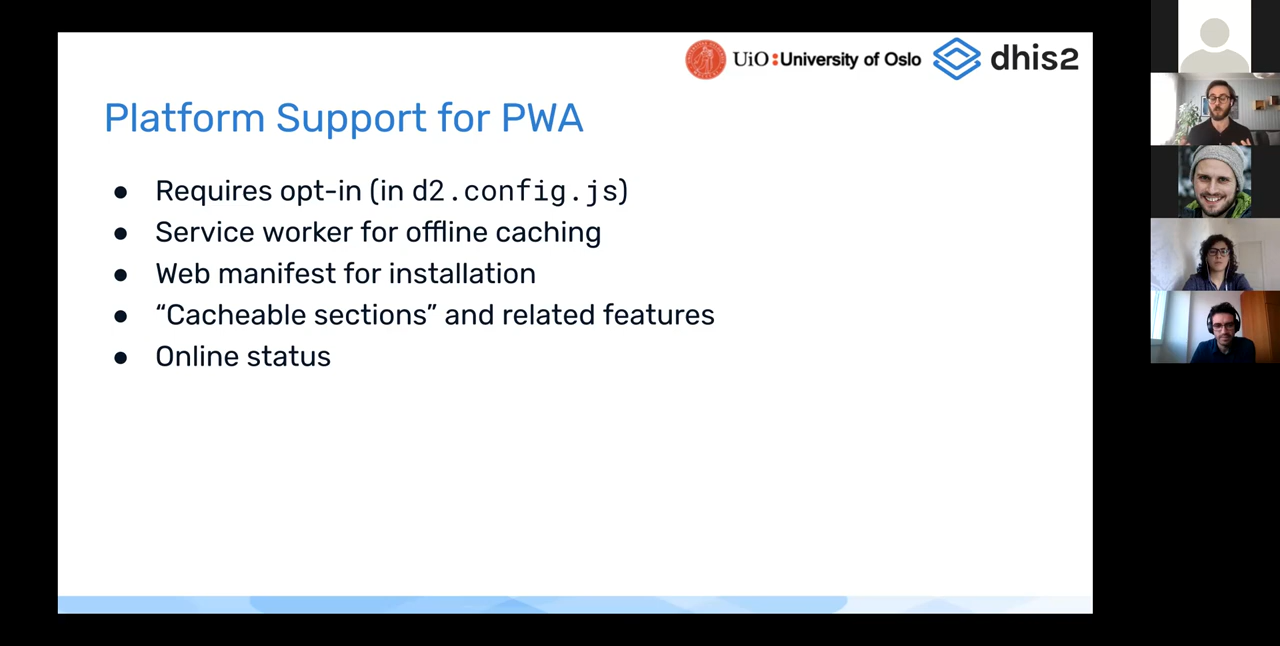 UiO : University of Oslo
dhis2
Platform Support for PWA
● Requires opt-in (in d2.config.js)
● Service worker for offline caching
● Web manifest for installation
● “Cacheable sections” and related features
● Online status